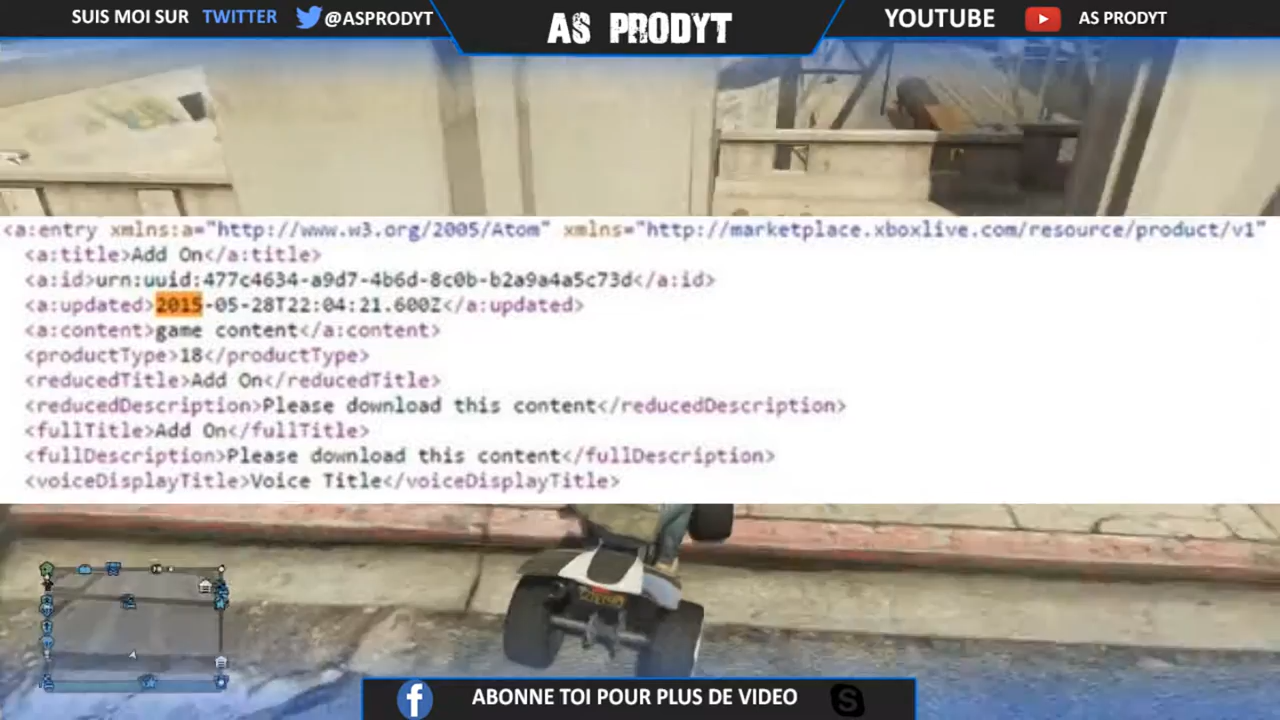 SUIS MOI SUR TWITTER @ASPRODYT
AS PRODYT
YOUTUBE AS PRODYT
<a:entry xmlns:a="http://www.w3.org/2005/Atom" xmlns="http://marketplace.xboxlive.com/resource/product/v1"
<a:title>Add On</a:title>
<a:id>urn:uuid:477c4634-a9d7-4b6d-8c0b-b2a9a4a5c73d</a:id>
<a:updated>2015-05-28T22:04:21.600Z</a:updated>
<a:content>game content</a:content>
<productType>18</productType>
<reducedTitle>Add On</reducedTitle>
<reducedDescription>Please download this content</reducedDescription>
<fullTitle>Add On</fullTitle>
<fullDescription>Please download this content</fullDescription>
<voiceDisplayTitle>Voice Title</voiceDisplayTitle>
ABONNE TOI POUR PLUS DE VIDEO